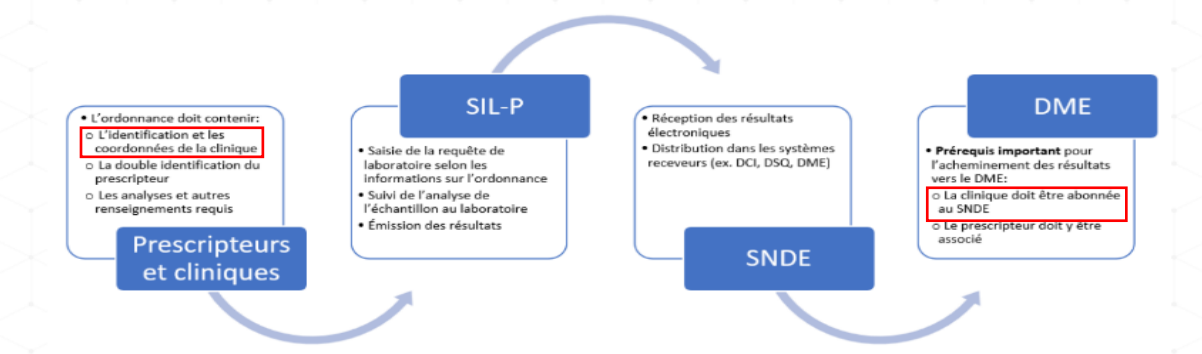 • L'ordonnance doit contenir:
o L'identification et les
coordonnées de la clinique
o La double identification du
prescripteur
o Les analyses et autres
renseignements requis
Prescripteurs
et cliniques
SIL-P
• Saisie de la requête de
laboratoire selon les
informations sur l'ordonnance
• Suivi de l'analyse de
l'échantillon au laboratoire
• Émission des résultats
• Réception des résultats
électroniques
• Distribution dans les systèmes
receveurs (ex. DCI, DSQ, DME)
SNDE
DME
• Prérequis important pour
l'acheminement des résultats
vers le DME:
o La clinique doit être abonnée
au SNDE
o Le prescripteur doit y être
associé